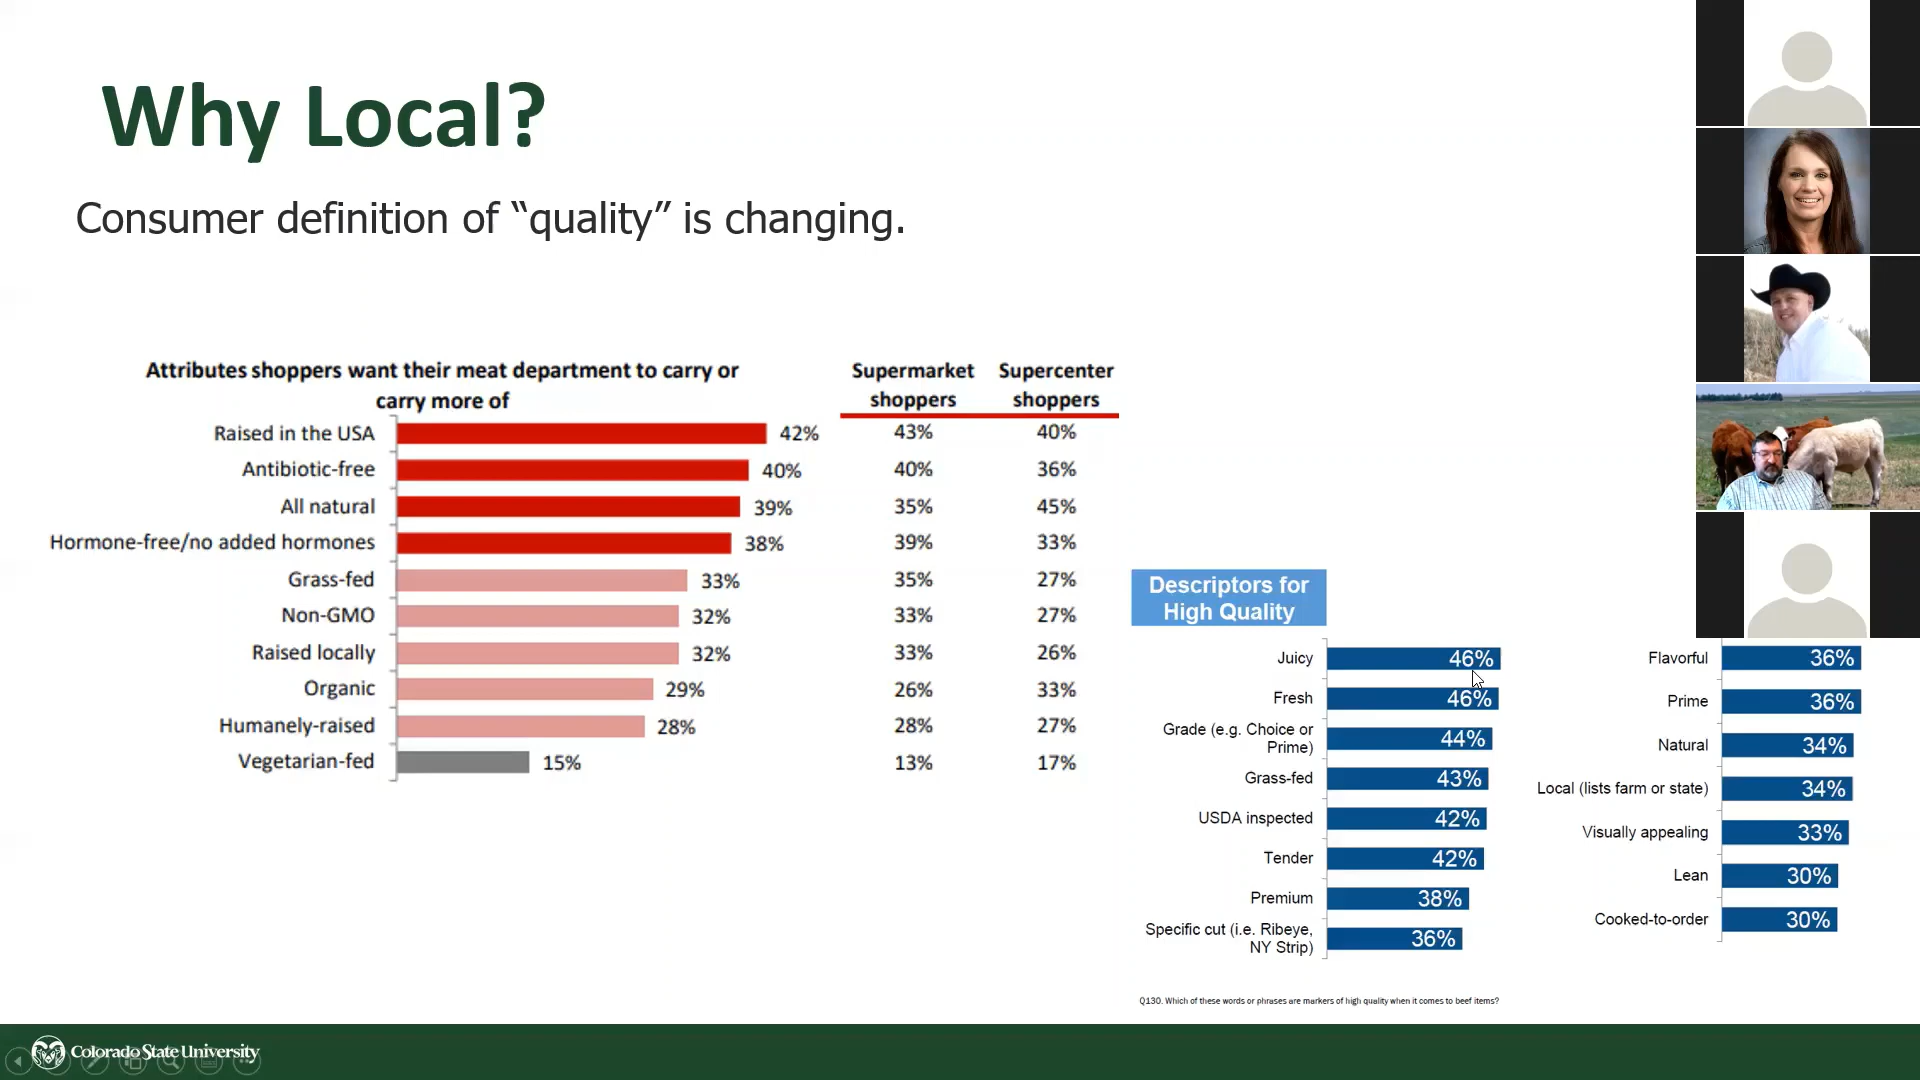 Why Local?
Consumer definition of “quality” is changing.
Attributes shoppers want their meat department to carry or
carry more of
Supermarket
shoppers
Supercenter
shoppers
Raised in the USA 42% 43% 40%
Antibiotic-free 40% 40% 36%
All natural 39% 35% 45%
Hormone-free/no added hormones 38% 39% 33%
Grass-fed 33% 35% 27%
Non-GMO 32% 33% 27%
Raised locally 32% 33% 26%
Organic 29% 26% 33%
Humanely-raised 28% 28% 27%
Vegetarian-fed 15% 13% 17%
Descriptors for
High Quality
Juicy 46%
Fresh 46%
Grade (e.g. Choice or
Prime) 44%
Grass-fed 43%
USDA inspected 42%
Tender 42%
Premium 38%
Specific cut (i.e. Ribeye,
NY Strip) 36%
Flavorful 36%
Prime 36%
Natural 34%
Local (lists farm or state) 34%
Visually appealing 33%
Lean 30%
Cooked-to-order 30%
Q130. Which of these words or phrases are markers of high quality when it comes to beef items?
Colorado State University